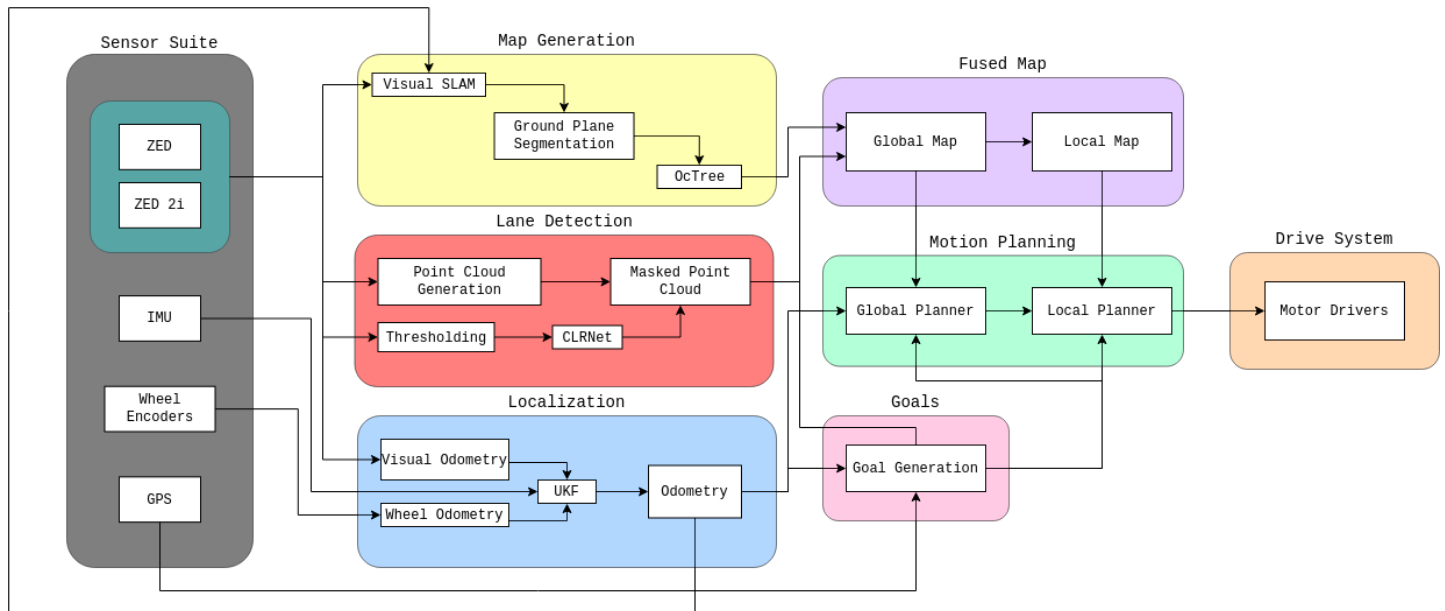 Sensor Suite
ZED
ZED 2i
IMU
Wheel
Encoders
GPS
Map Generation
Visual SLAM
Ground Plane
Segmentation
OcTree
Lane Detection
Point Cloud
Generation
Masked Point
Cloud
Thresholding
CLRNet
Localization
Visual Odometry
UKF
Wheel Odometry
Odometry
Fused Map
Global Map
Local Map
Motion Planning
Global Planner
Local Planner
Goals
Goal Generation
Drive System
Motor Drivers